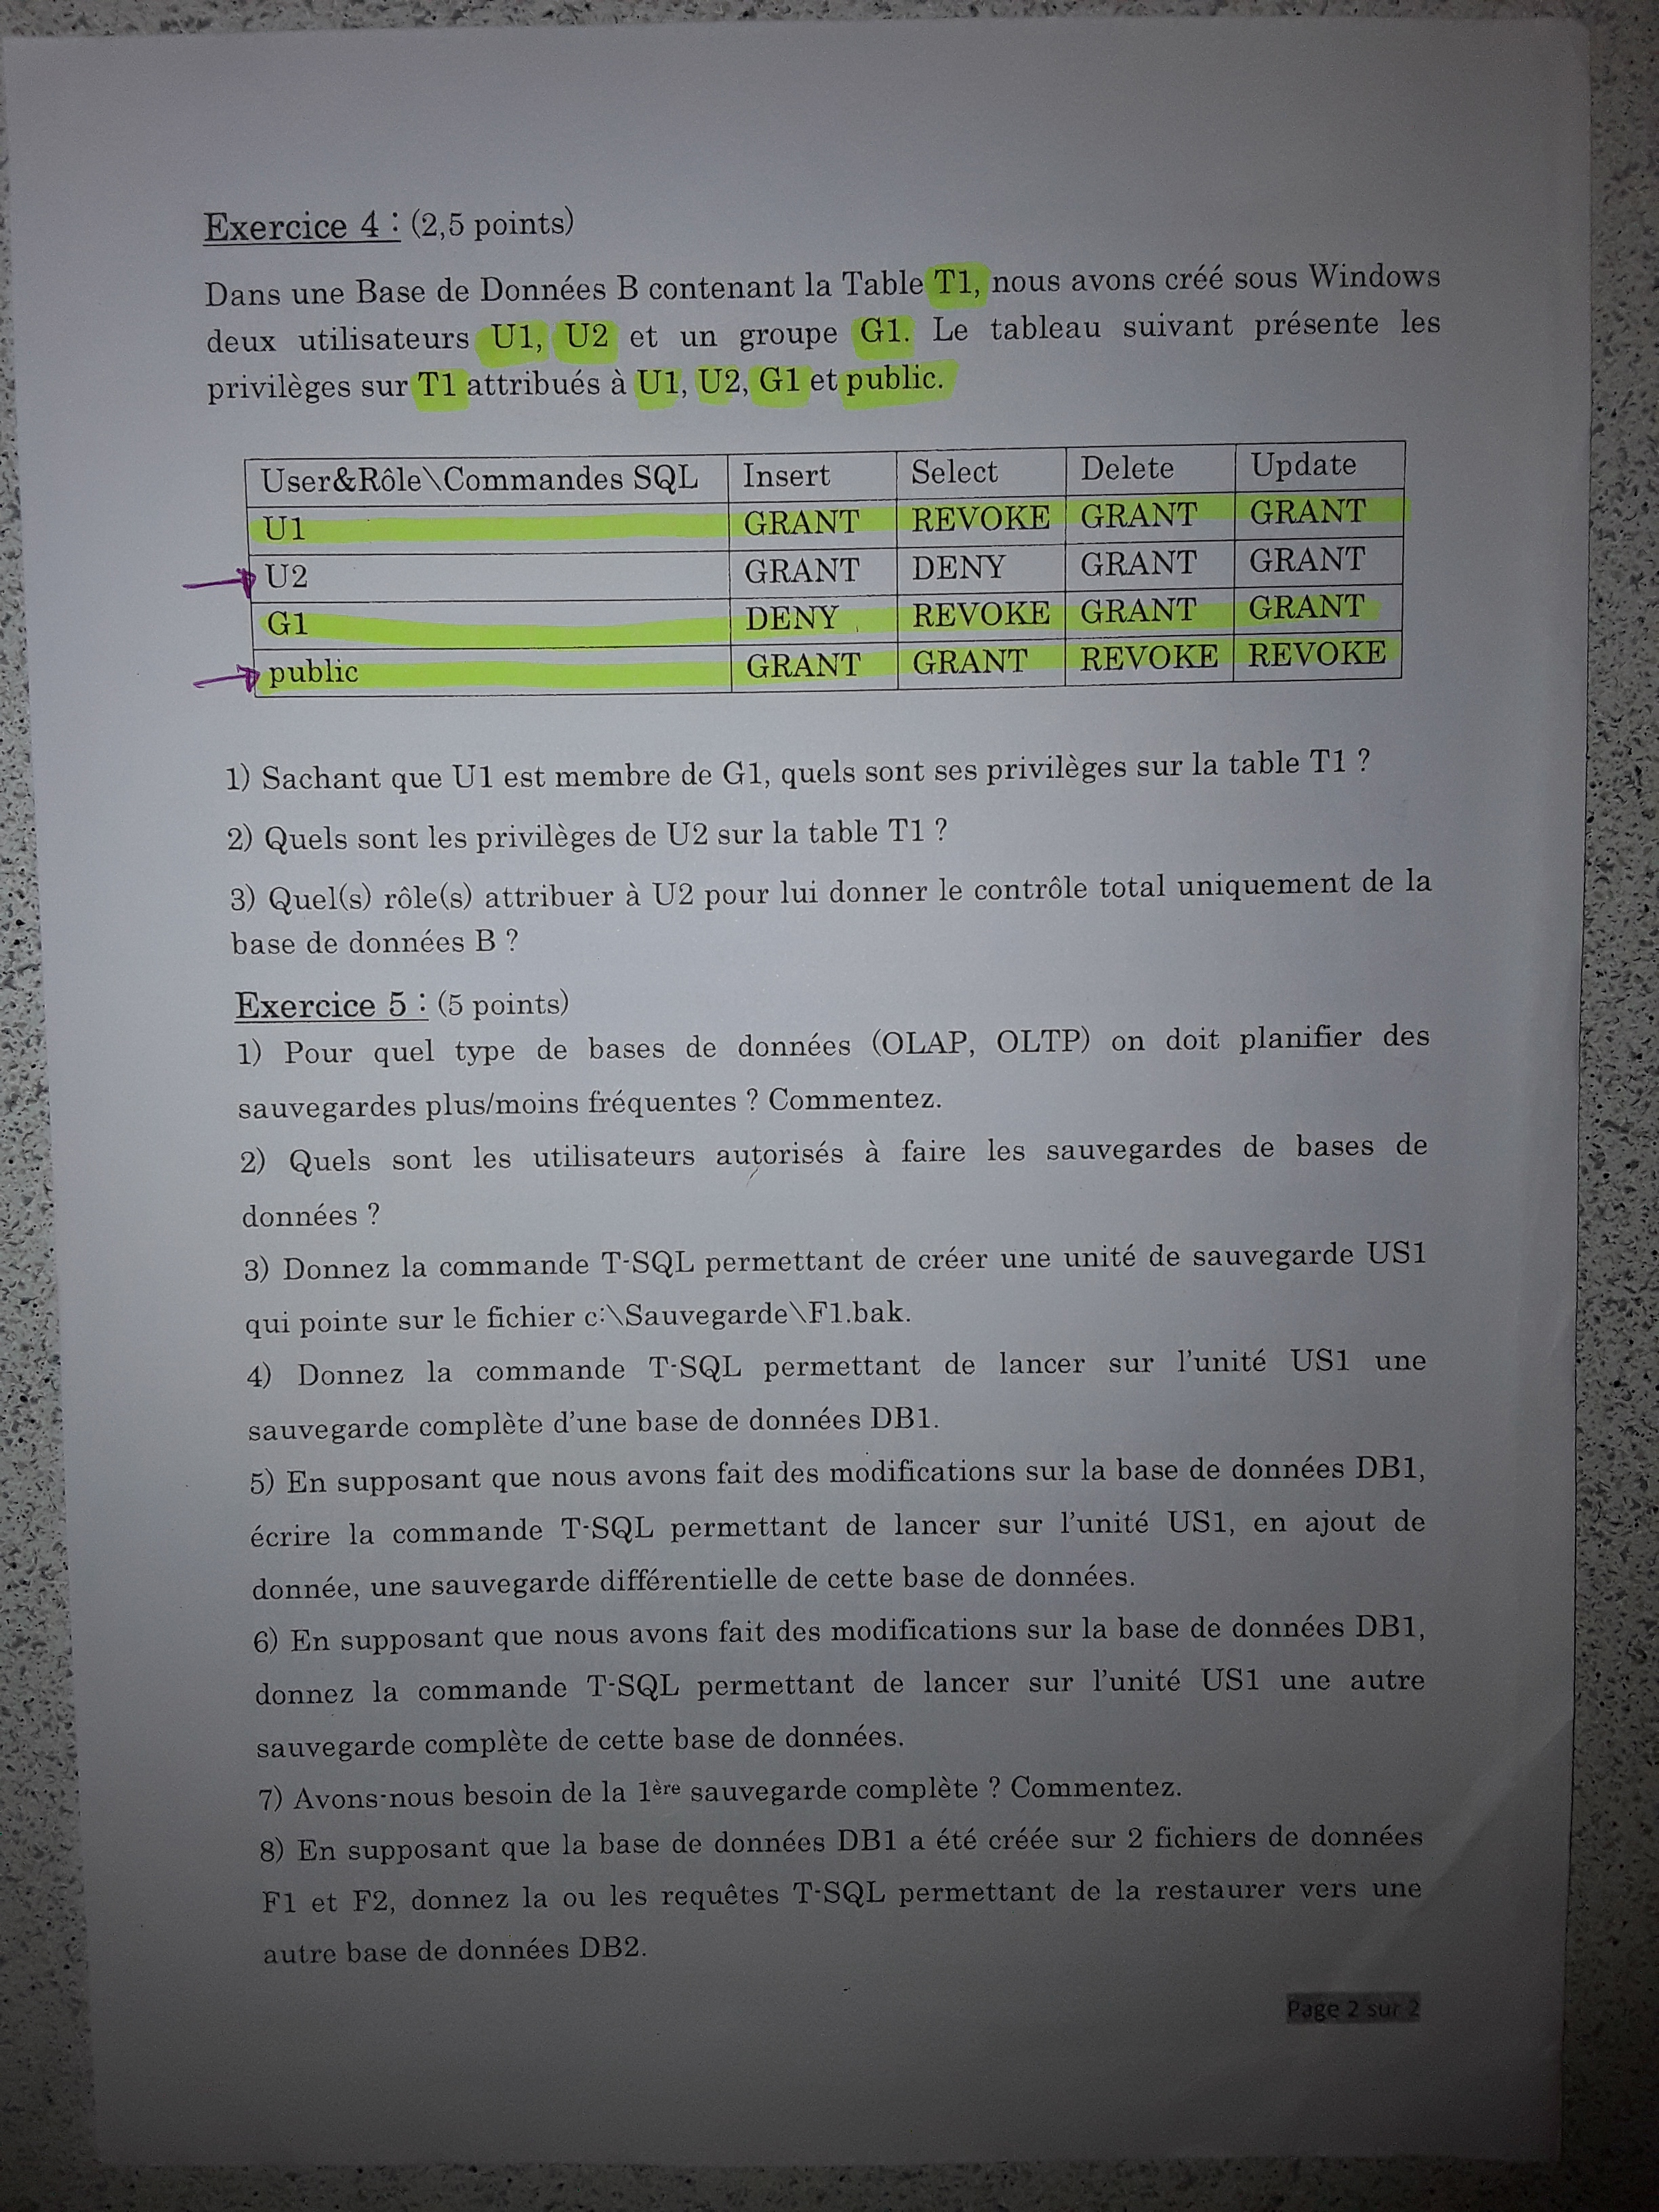 Exercice 4 : (2,5 points)
Dans une Base de Données B contenant la Table T1, nous avons créé sous Windows
deux utilisateurs U1, U2 et un groupe G1. Le tableau suivant présente les
privilèges sur T1 attribués à U1, U2, G1 et public.
User&Rôle\Commandes SQL Insert Select Delete Update
U1 GRANT REVOKE GRANT GRANT
U2 GRANT DENY GRANT GRANT
G1 DENY REVOKE GRANT GRANT
public GRANT GRANT REVOKE REVOKE
1) Sachant que U1 est membre de G1, quels sont ses privilèges sur la table T1 ?
2) Quels sont les privilèges de U2 sur la table T1 ?
3) Quel(s) rôle(s) attribuer à U2 pour lui donner le contrôle total uniquement de la
base de données B ?
Exercice 5 : (5 points)
1) Pour quel type de bases de données (OLAP, OLTP) on doit planifier des
sauvegardes plus/moins fréquentes ? Commentez.
2) Quels sont les utilisateurs autorisés à faire les sauvegardes de bases de
données ?
3) Donnez la commande T-SQL permettant de créer une unité de sauvegarde US1
qui pointe sur le fichier c:\Sauvegarde\F1.bak.
4) Donnez la commande T-SQL permettant de lancer sur l'unité US1 une
sauvegarde complète d'une base de données DB1.
5) En supposant que nous avons fait des modifications sur la base de données DB1,
écrire la commande T-SQL permettant de lancer sur l'unité US1, en ajout de
donnée, une sauvegarde différentielle de cette base de données.
6) En supposant que nous avons fait des modifications sur la base de données DB1,
donnez la commande T-SQL permettant de lancer sur l'unité US1 une autre
sauvegarde complète de cette base de données.
7) Avons-nous besoin de la 1ère sauvegarde complète ? Commentez.
8) En supposant que la base de données DB1 a été créée sur 2 fichiers de données
F1 et F2, donnez la ou les requêtes T-SQL permettant de la restaurer vers une
autre base de données DB2.
Page 2 sur 2